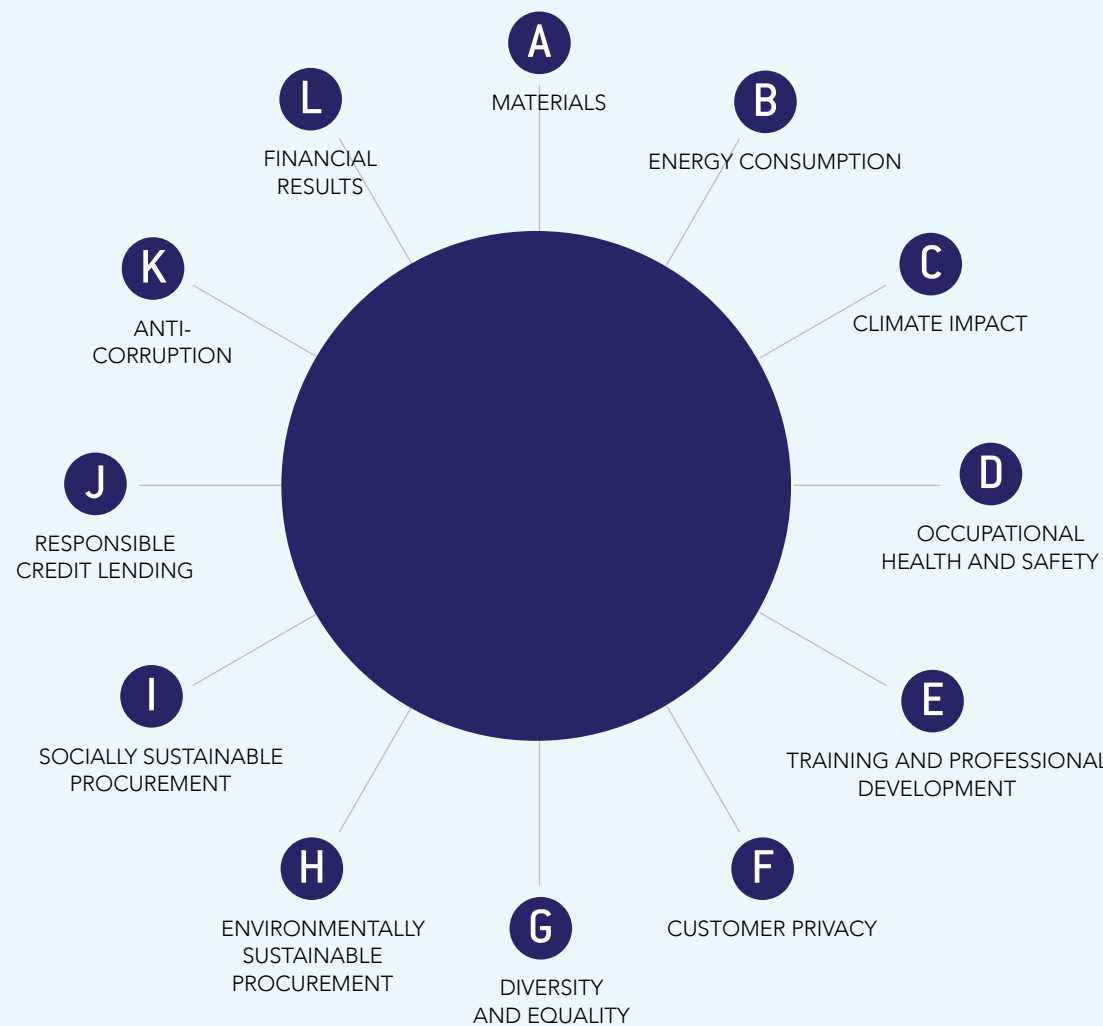 A
MATERIALS
B
ENERGY CONSUMPTION
C
CLIMATE IMPACT
D
OCCUPATIONAL
HEALTH AND SAFETY
E
TRAINING AND PROFESSIONAL
DEVELOPMENT
F
CUSTOMER PRIVACY
G
DIVERSITY
AND EQUALITY
H
ENVIRONMENTALLY
SUSTAINABLE
PROCUREMENT
I
SOCIALLY SUSTAINABLE
PROCUREMENT
J
RESPONSIBLE
CREDIT LENDING
K
ANTI-
CORRUPTION
L
FINANCIAL
RESULTS